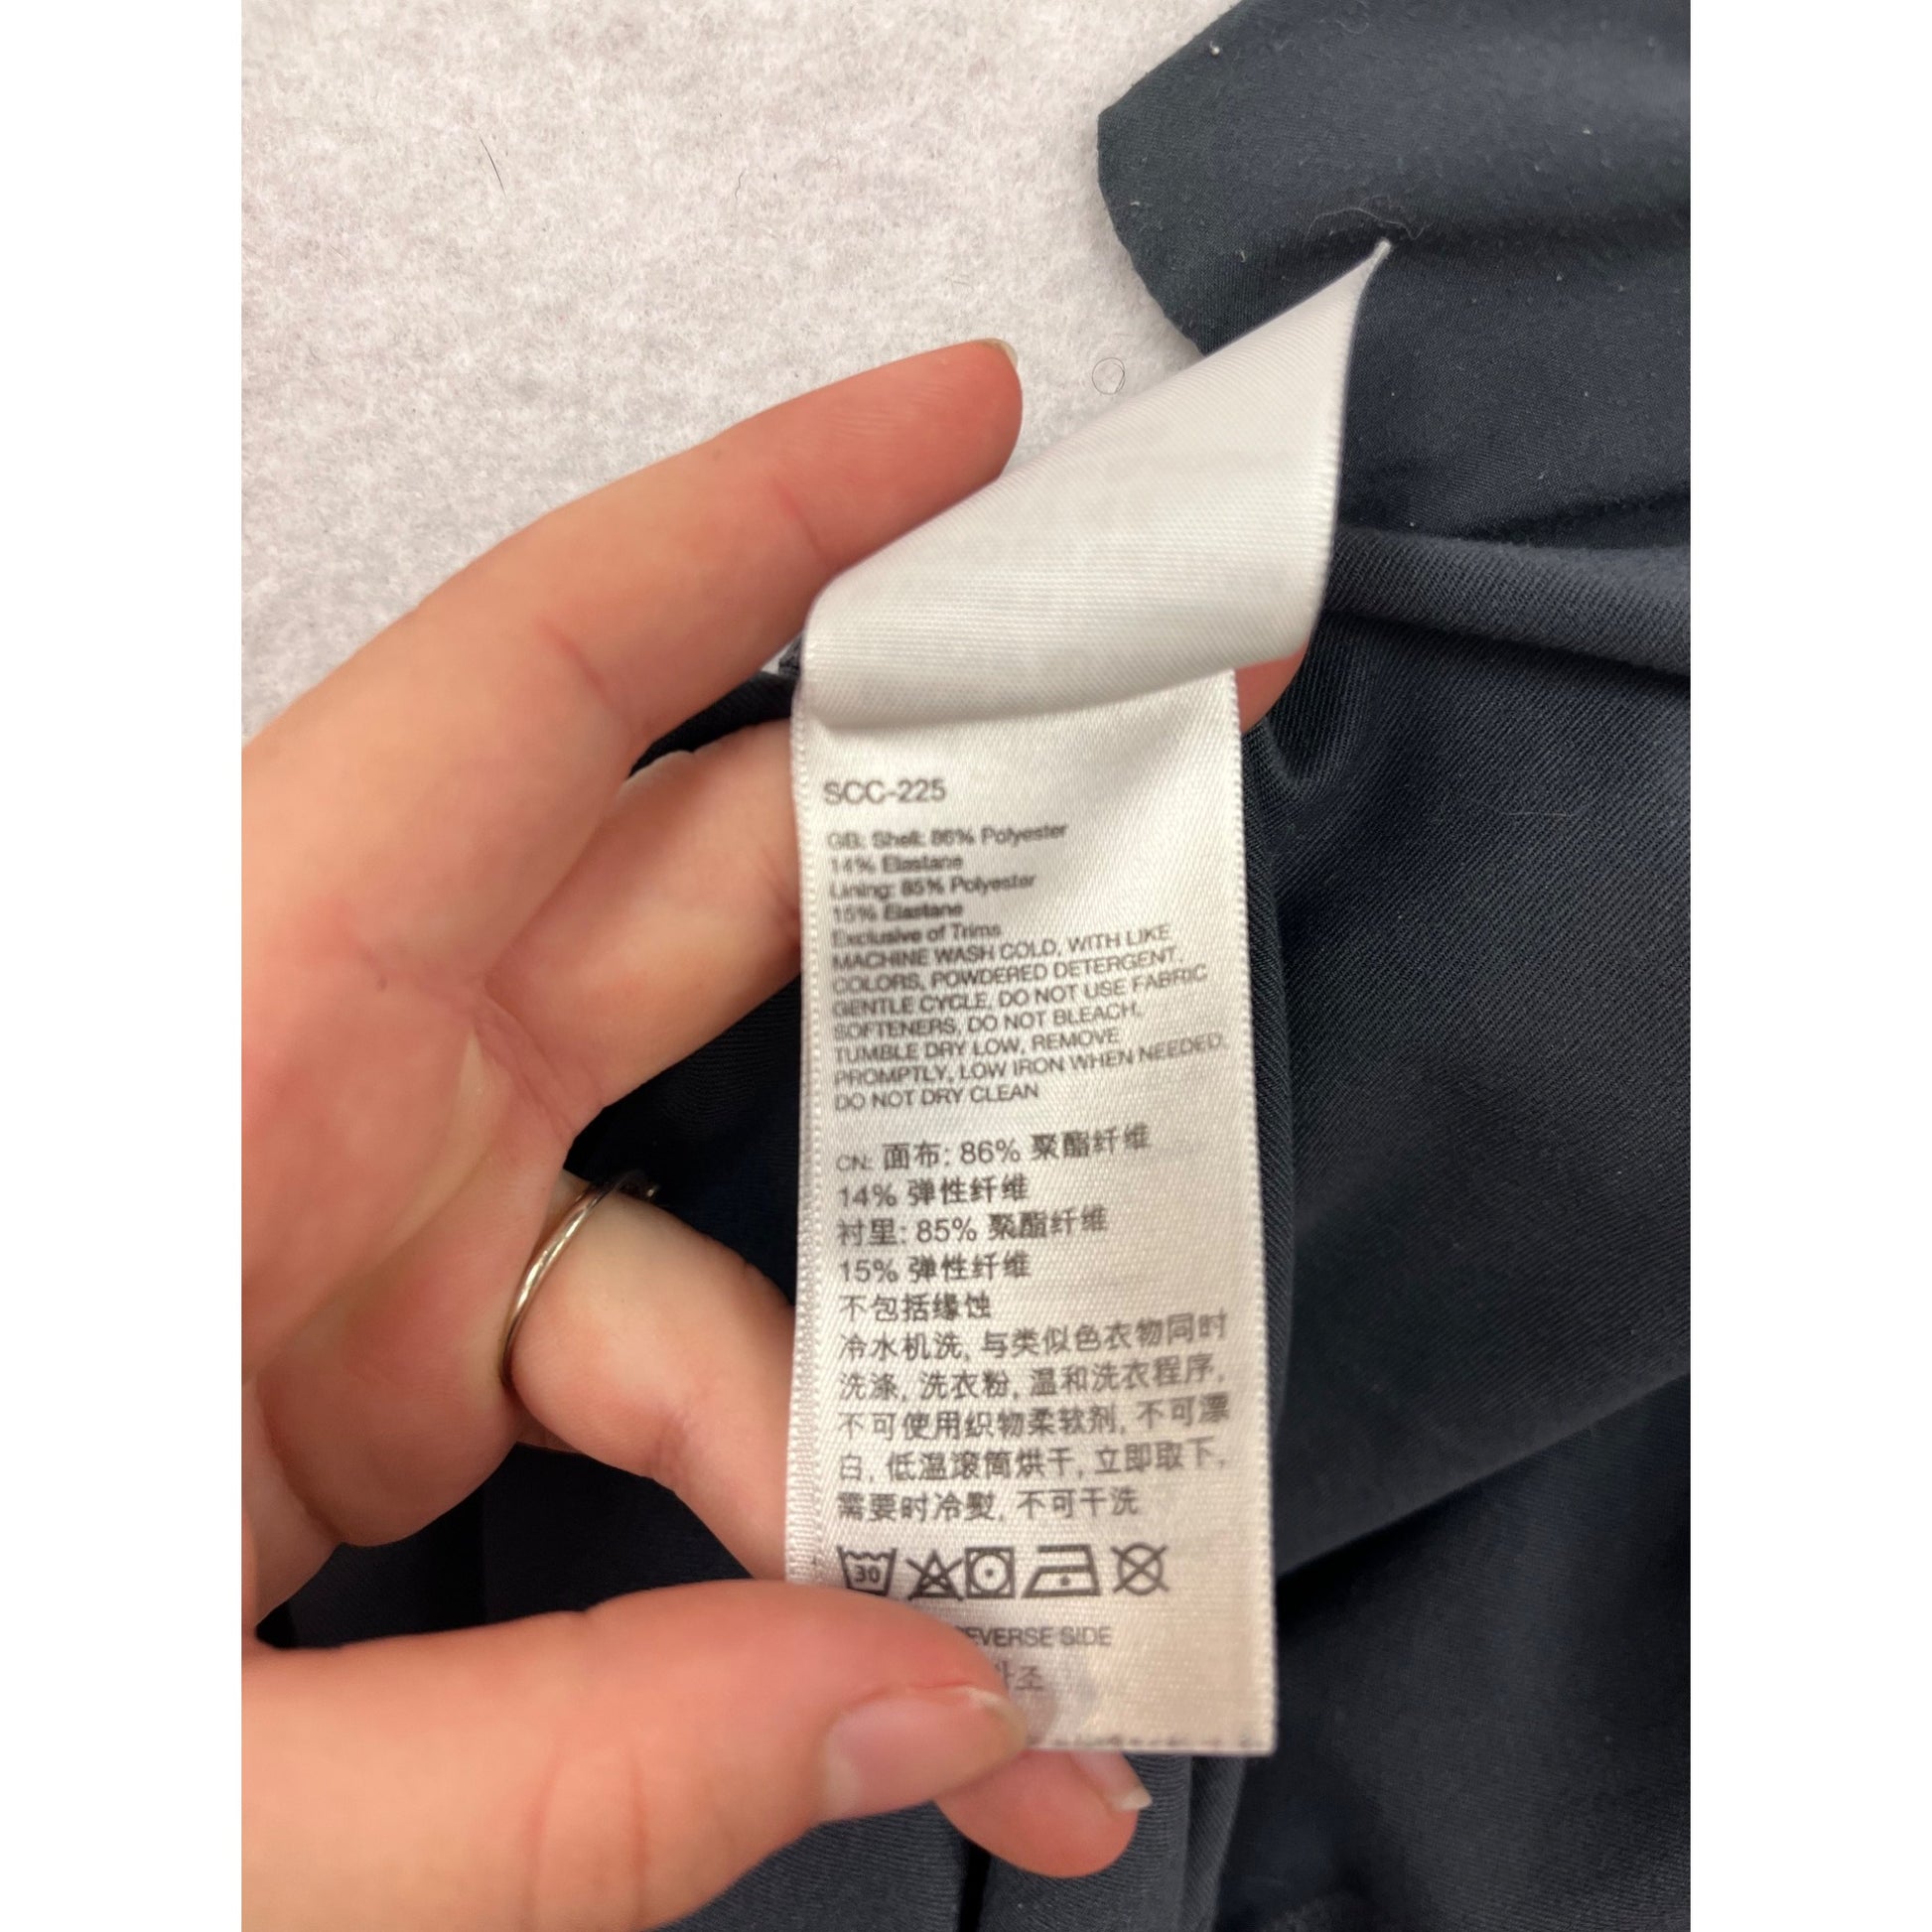 SCC-225
GB: Shell: 86% Polyester
14% Elastane
Lining: 85% Polyester
15% Elastane
Exclusive of Trims
MACHINE WASH COLD, WITH LIKE
COLORS, POWDERED DETERGENT,
GENTLE CYCLE, DO NOT USE FABRIC
SOFTENERS, DO NOT BLEACH,
TUMBLE DRY LOW, REMOVE
PROMPTLY, LOW IRON WHEN NEEDED,
DO NOT DRY CLEAN
CN: 面布: 86% 聚酯纤维
14% 弹性纤维
衬里: 85% 聚酯纤维
15% 弹性纤维
不包括缘蚀
冷水机洗, 与类似色衣物同时
洗涤, 洗衣粉, 温和洗衣程序,
不可使用织物柔软剂, 不可漂
白, 低温滚筒烘干, 立即取下,
需要时冷熨, 不可干洗
30
EVERSE SIDE
조